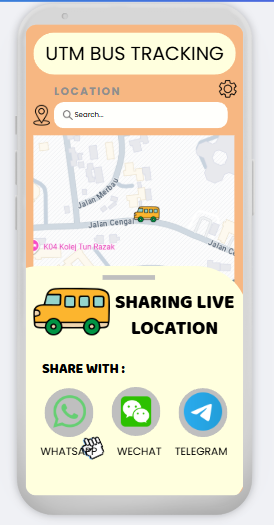 UTM BUS TRACKING
LOCATION
Search...
Jalan Merbau
Jalan Cengal
K04 Kolej Tun Razak
SHARING LIVE
LOCATION
SHARE WITH :
WHATSAPP WECHAT TELEGRAM